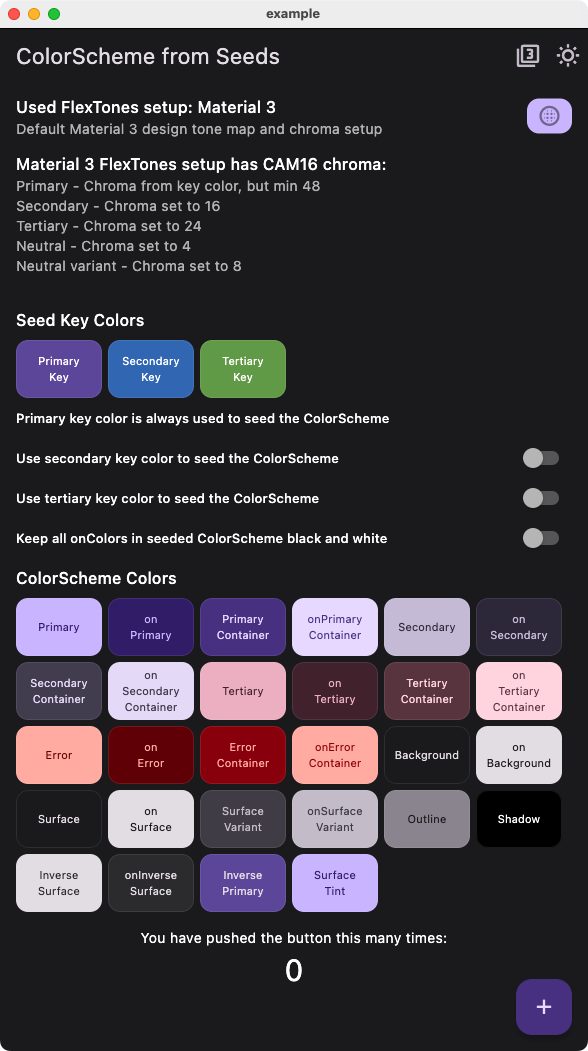 example
ColorScheme from Seeds
3
Used FlexTones setup: Material 3
Default Material 3 design tone map and chroma setup
Material 3 FlexTones setup has CAM16 chroma:
Primary - Chroma from key color, but min 48
Secondary - Chroma set to 16
Tertiary - Chroma set to 24
Neutral - Chroma set to 4
Neutral variant - Chroma set to 8
Seed Key Colors
Primary
Key
Secondary
Key
Tertiary
Key
Primary key color is always used to seed the ColorScheme
Use secondary key color to seed the ColorScheme
Use tertiary key color to seed the ColorScheme
Keep all onColors in seeded ColorScheme black and white
ColorScheme Colors
Primary
on
Primary
Primary
Container
onPrimary
Container
Secondary
on
Secondary
Secondary
Container
on
Secondary
Container
Tertiary
on
Tertiary
Tertiary
Container
on
Tertiary
Container
Error
on
Error
Error
Container
onError
Container
Background
on
Background
Surface
on
Surface
Surface
Variant
onSurface
Variant
Outline
Shadow
Inverse
Surface
onInverse
Surface
Inverse
Primary
Surface
Tint
You have pushed the button this many times:
0
+